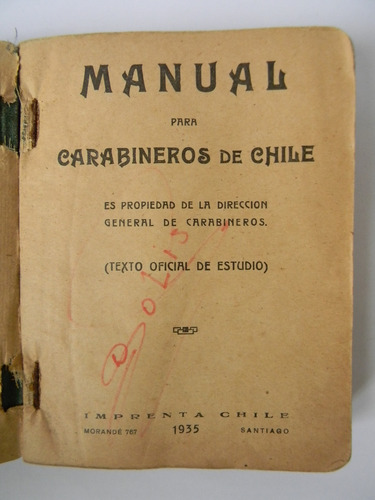 MANUAL
PARA
CARABINEROS DE CHILE
ES PROPIEDAD DE LA DIRECCION
GENERAL DE CARABINEROS.
(TEXTO OFICIAL DE ESTUDIO)
IMPRENTA CHILE
MORANDÉ 767 1935 SANTIAGO